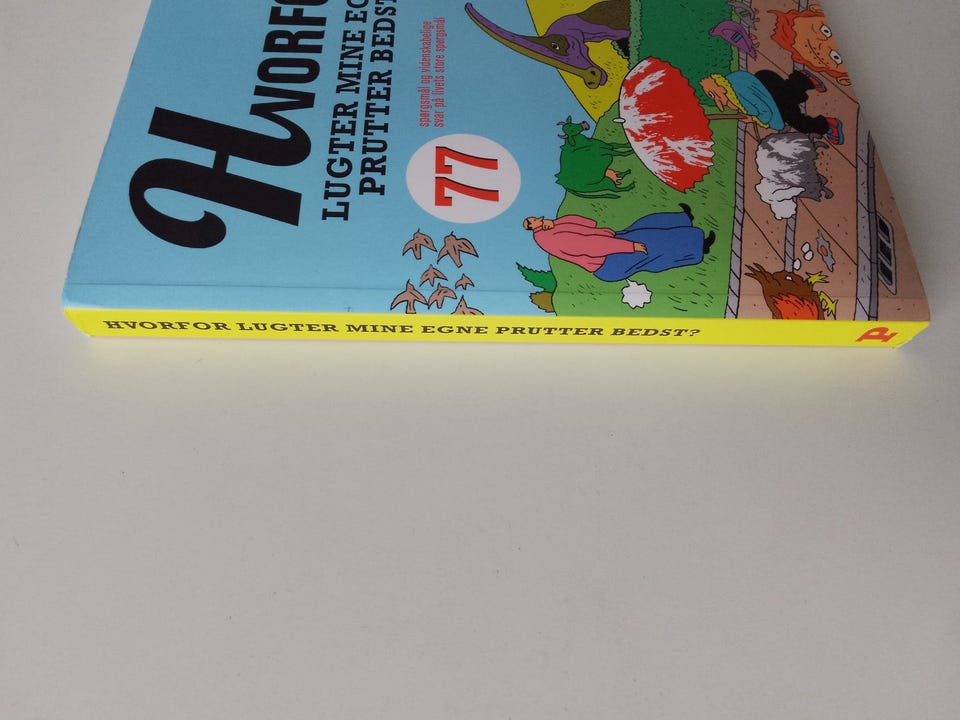 HVORFO
LUGTER MINE EG
PRUTTER BEDST
77
spørgsmål og videnskabelige
svar på livets store spørgsmål
HVORFOR LUGTER MINE EGNE PRUTTER BEDST?
P